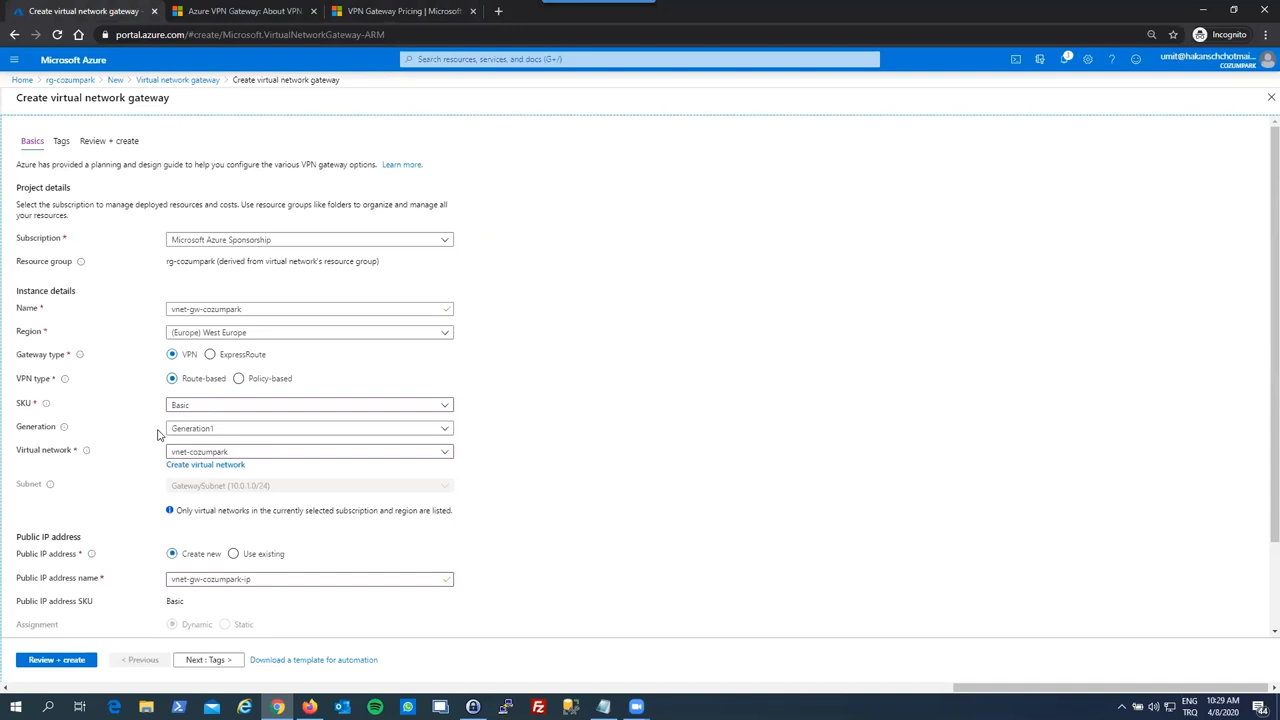 Create virtual network gateway -
Azure VPN Gateway: About VPN
VPN Gateway Pricing | Microsoft
portal.azure.com/#create/Microsoft.VirtualNetworkGateway-ARM
Incognito
Microsoft Azure
Search resources, services, and docs (G+/)
1
umit@hakanschchotmai...
COZUMPARK
Home > rg-cozumpark > New > Virtual network gateway > Create virtual network gateway
Create virtual network gateway
Basics Tags Review + create
Azure has provided a planning and design guide to help you configure the various VPN gateway options. Learn more.
Project details
Select the subscription to manage deployed resources and costs. Use resource groups like folders to organize and manage all
your resources.
Subscription * Microsoft Azure Sponsorship
Resource group rg-cozumpark (derived from virtual network's resource group)
Instance details
Name * vnet-gw-cozumpark
Region * (Europe) West Europe
Gateway type * VPN ExpressRoute
VPN type * Route-based Policy-based
SKU * Basic
Generation Generation1
Virtual network * vnet-cozumpark
Create virtual network
Subnet GatewaySubnet (10.0.1.0/24)
Only virtual networks in the currently selected subscription and region are listed.
Public IP address
Public IP address * Create new Use existing
Public IP address name * vnet-gw-cozumpark-ip
Public IP address SKU Basic
Assignment Dynamic Static
Review + create < Previous Next : Tags > Download a template for automation
ENG 10:29 AM
TRQ 4/8/2020